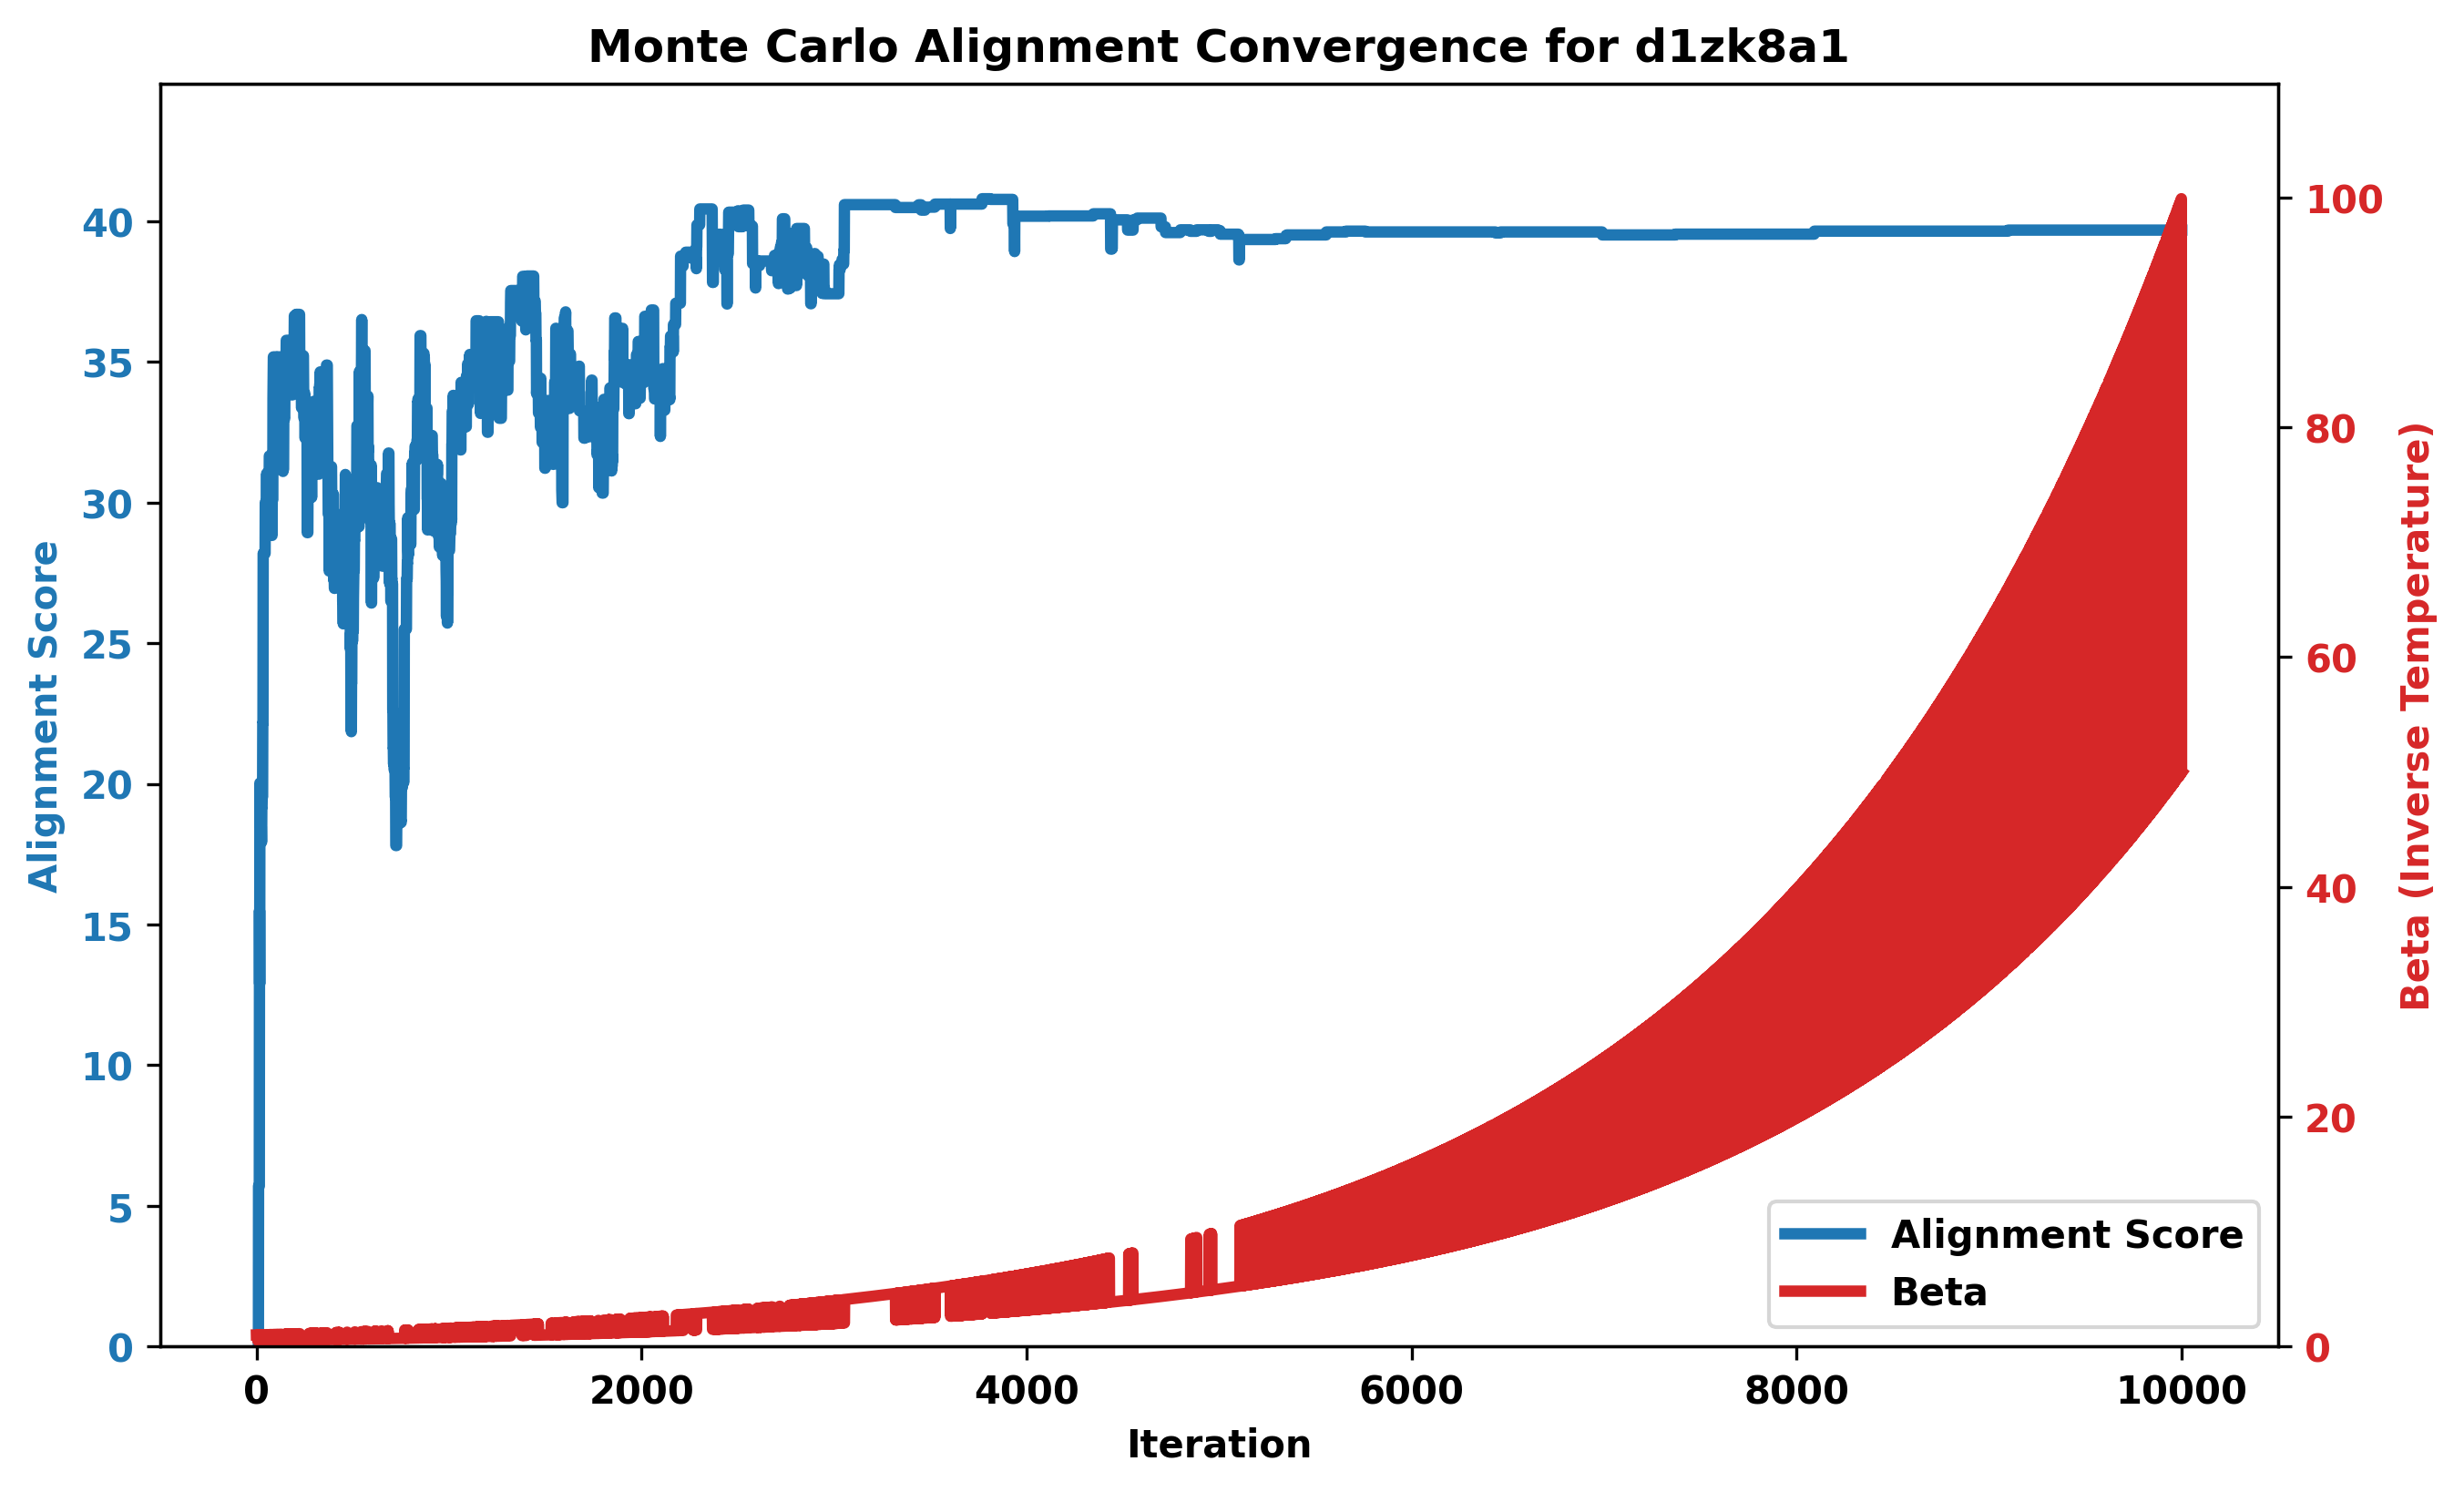 Monte Carlo Alignment Convergence for d1zk8a1
40
35
30
25
20
15
10
5
0
Alignment Score
100
80
60
40
20
0
Beta (Inverse Temperature)
Alignment Score
Beta
0 2000 4000 6000 8000 10000
Iteration